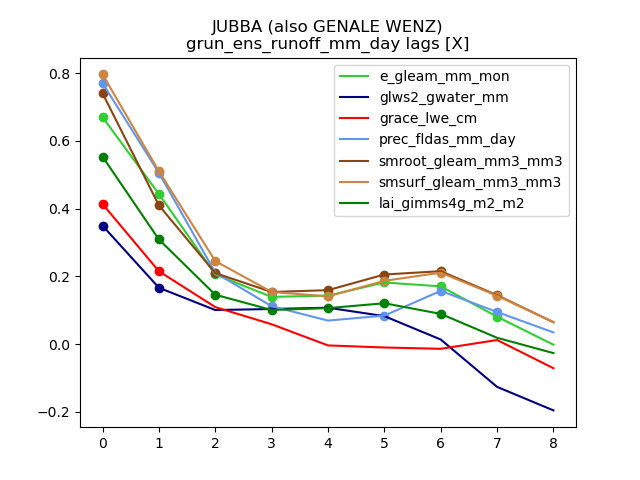 JUBBA (also GENALE WENZ)
grun_ens_runoff_mm_day lags [X]
e_gleam_mm_mon
glws2_gwater_mm
grace_lwe_cm
prec_fldas_mm_day
smroot_gleam_mm3_mm3
smsurf_gleam_mm3_mm3
lai_gimms4g_m2_m2
0.8
0.6
0.4
0.2
0.0
−0.2
0 1 2 3 4 5 6 7 8